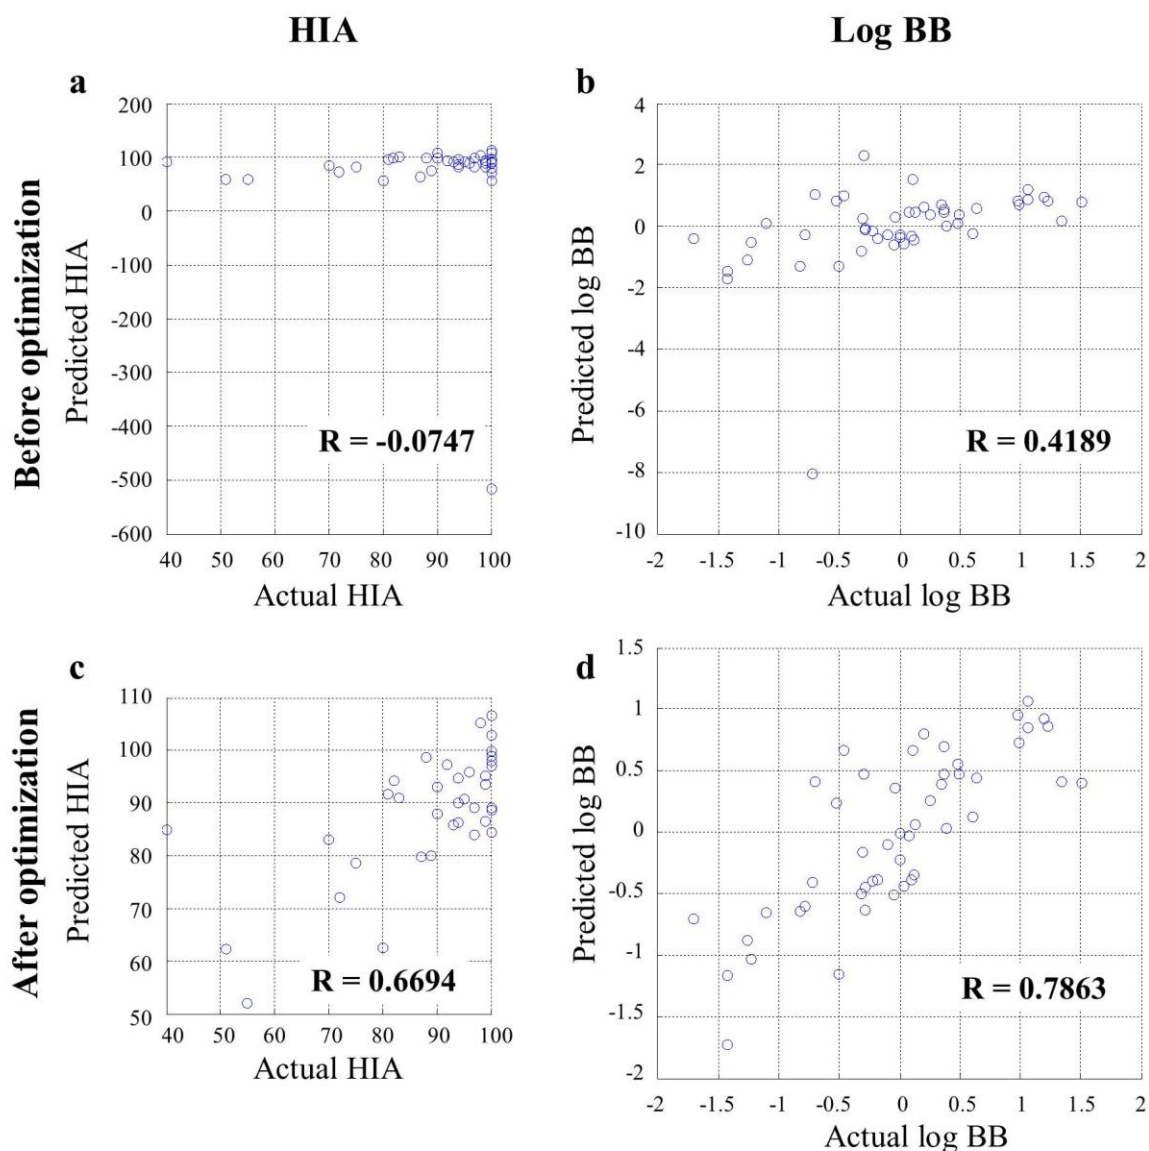 HIA
Log BB
Before optimization
a
Predicted HIA
200
100
0
-100
-200
-300
-400
-500
-600
R = -0.0747
40 50 60 70 80 90 100
Actual HIA
b
Predicted log BB
4
2
0
-2
-4
-6
-8
-10
R = 0.4189
-2 -1.5 -1 -0.5 0 0.5 1 1.5 2
Actual log BB
After optimization
c
Predicted HIA
110
100
90
80
70
60
50
R = 0.6694
40 50 60 70 80 90 100
Actual HIA
d
Predicted log BB
1.5
1
0.5
0
-0.5
-1
-1.5
-2
R = 0.7863
-2 -1.5 -1 -0.5 0 0.5 1 1.5 2
Actual log BB